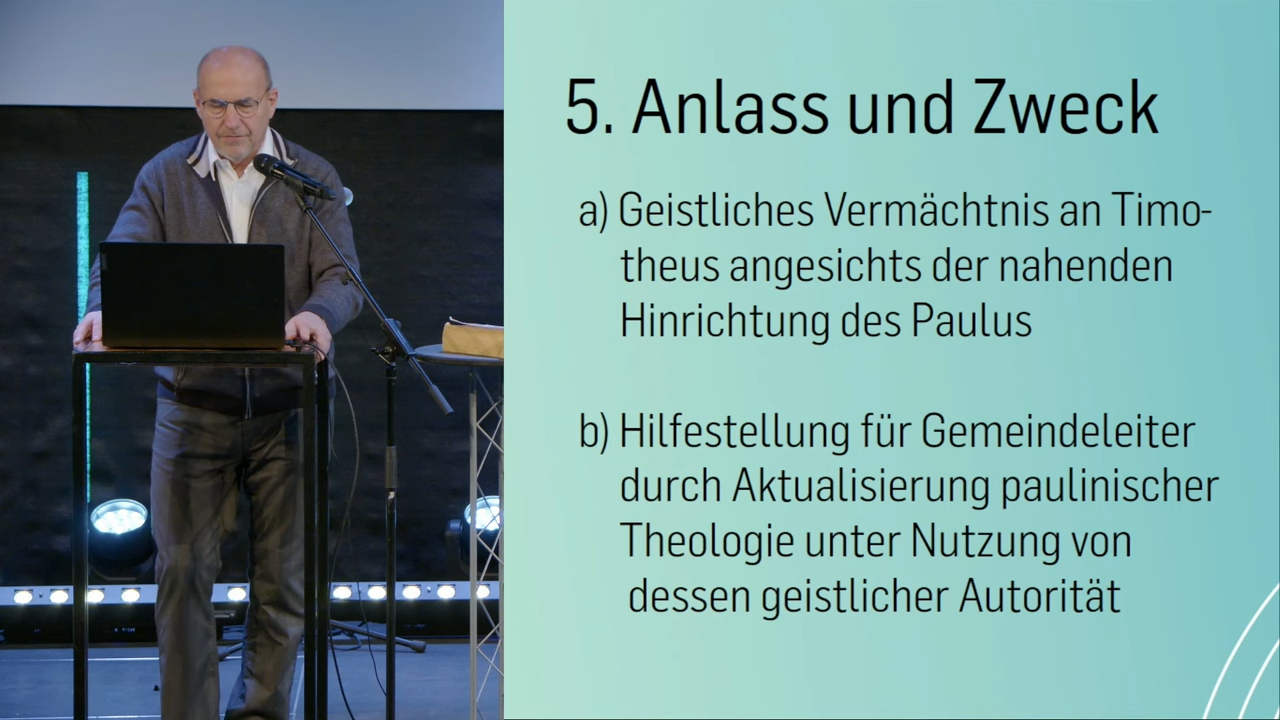 5. Anlass und Zweck
a) Geistliches Vermächtnis an Timo-
theus angesichts der nahenden
Hinrichtung des Paulus
b) Hilfestellung für Gemeindeleiter
durch Aktualisierung paulinischer
Theologie unter Nutzung von
dessen geistlicher Autorität